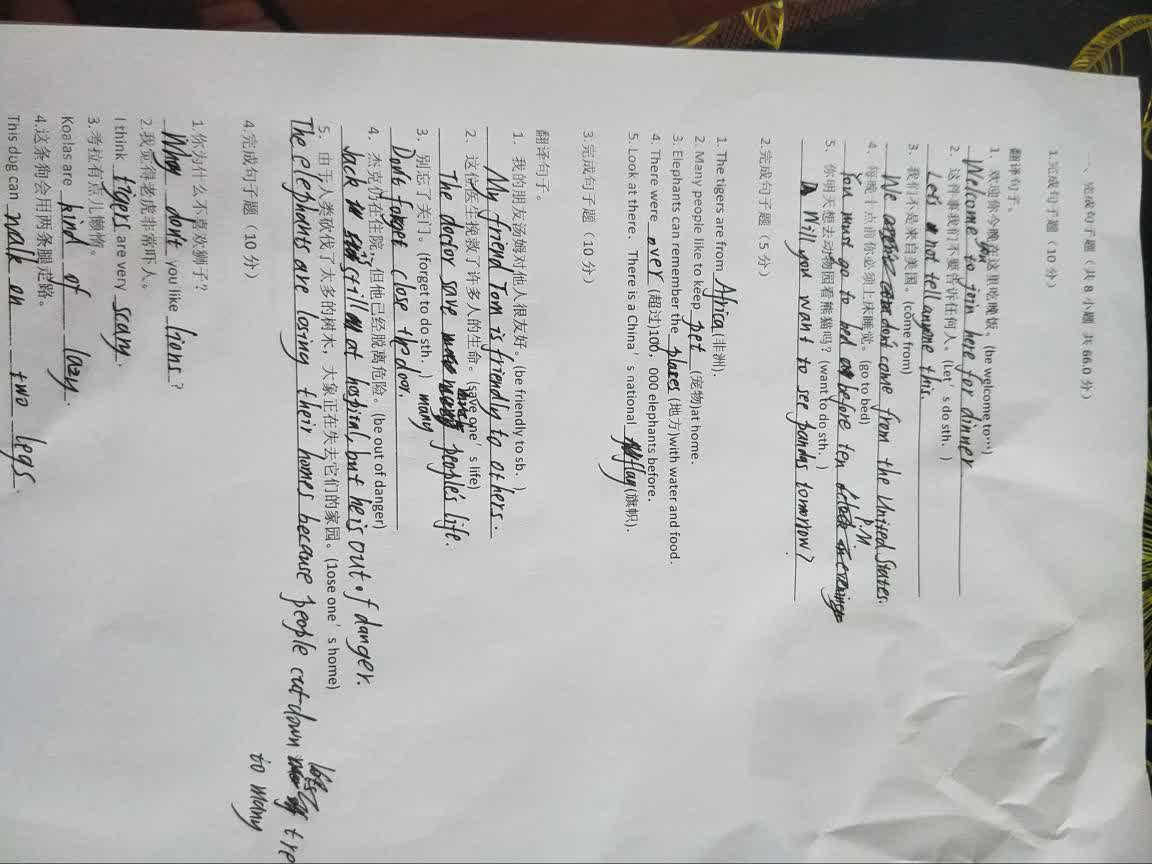 一、完成句子题（共 8 小题 共 66.0 分）
1.完成句子题（10 分）
翻译句子。
1. 欢迎你今晚在这里吃晚饭。(be welcome to…)
Welcome you to join here for dinner.
2. 这件事我们不要告诉任何人。(Let's do sth. )
Let's not tell anyone this.
3. 我们不是来自美国。(come from)
We don't come from the United States.
4. 每晚十点前你必须上床睡觉。(go to bed)
You must go to bed before ten P.M.
5. 你明天想去动物园看熊猫吗? (want to do sth. )
Will you want to see pandas tomorrow?
2.完成句子题（5 分）
1. The tigers are from Africa (非洲).
2. Many people like to keep pet (宠物)at home.
3. Elephants can remember the places (地方)with water and food.
4. There were over (超过)100，000 elephants before.
5. Look at there．There is a China's national flag (旗帜).
3.完成句子题（10 分）
翻译句子。
1. 我的朋友汤姆对他人很友好。(be friendly to sb. )
My friend Tom is friendly to others.
2. 这位医生挽救了许多人的生命。(save one's life)
The doctor save many people's life.
3. 别忘了关门。(forget to do sth. )
Don't forget close the door.
4. 杰克仍在住院，但他已经脱离危险。(be out of danger)
Jack is still at hospital, but he is out of danger.
5. 由于人类砍伐了太多的树木，大象正在失去它们的家园。(lose one's home)
The elephants are losing their homes because people cut down to many tre
4.完成句子题（10 分）
1.你为什么不喜欢狮子?
Why don't you like lions?
2.我觉得老虎非常吓人。
I think tigers are very scary.
3.考拉有点儿懒惰。
Koalas are kind of lazy.
4.这条狗会用两条腿走路。
This dog can walk on two legs.